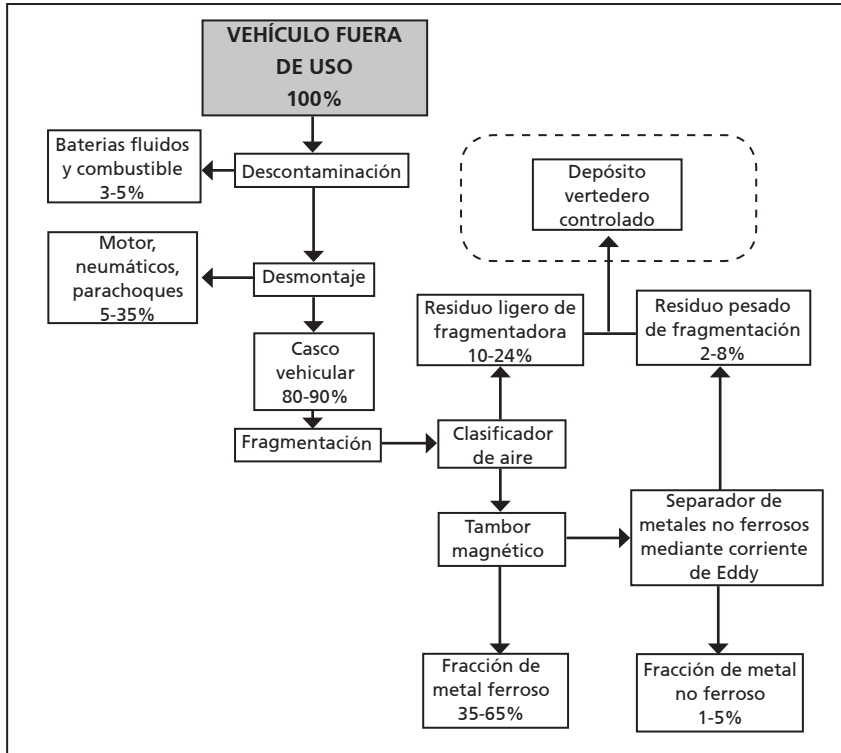 VEHÍCULO FUERA
DE USO
100%
Baterias fluidos
y combustible
3-5%
Descontaminación
Depósito
vertedero
controlado
Motor,
neumáticos,
parachoques
5-35%
Desmontaje
Residuo ligero de
fragmentadora
10-24%
Residuo pesado
de fragmentación
2-8%
Casco
vehicular
80-90%
Fragmentación
Clasificador
de aire
Tambor
magnético
Separador de
metales no ferrosos
mediante corriente
de Eddy
Fracción de
metal ferroso
35-65%
Fracción de metal
no ferroso
1-5%